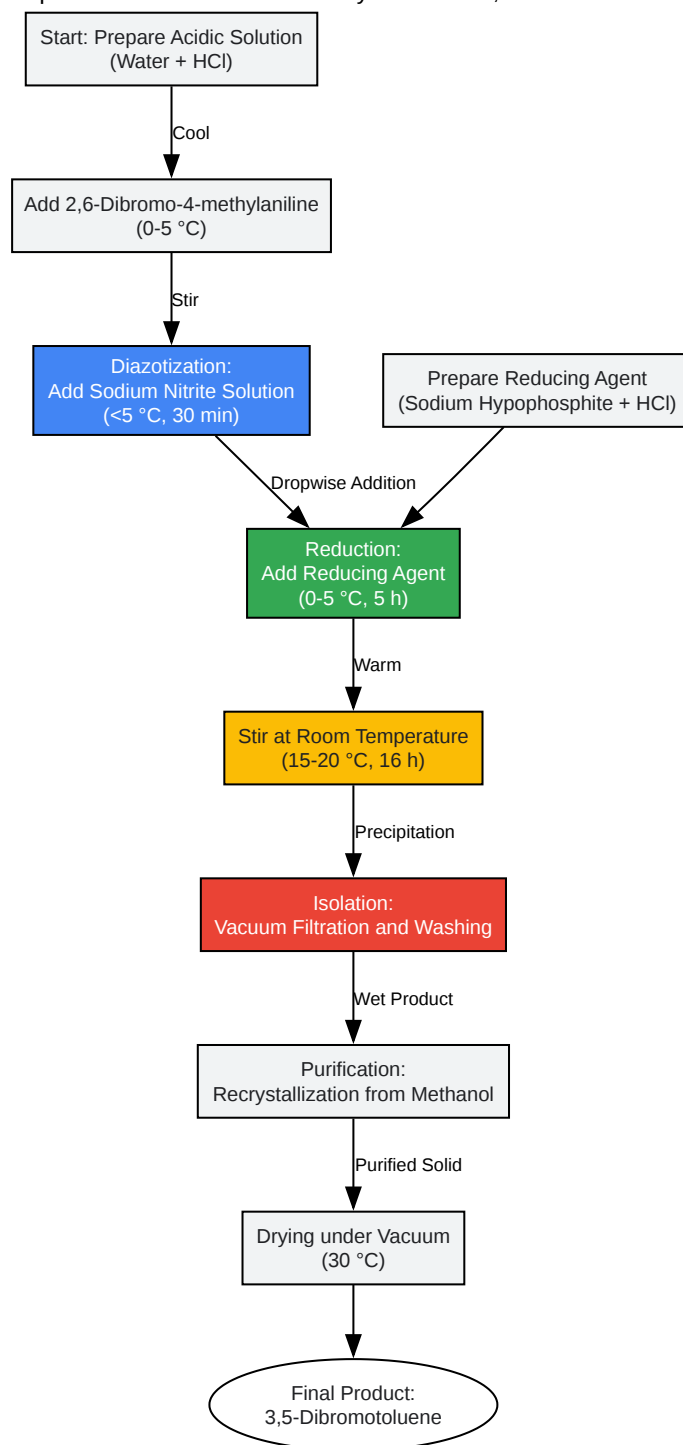 Start: Prepare Acidic Solution
(Water + HCl)
Cool
Add 2,6-Dibromo-4-methylaniline
(0-5 °C)
Stir
Diazotization:
Add Sodium Nitrite Solution
(<5 °C, 30 min)
Prepare Reducing Agent
(Sodium Hypophosphite + HCl)
Dropwise Addition
Reduction:
Add Reducing Agent
(0-5 °C, 5 h)
Warm
Stir at Room Temperature
(15-20 °C, 16 h)
Precipitation
Isolation:
Vacuum Filtration and Washing
Wet Product
Purification:
Recrystallization from Methanol
Purified Solid
Drying under Vacuum
(30 °C)
Final Product:
3,5-Dibromotoluene